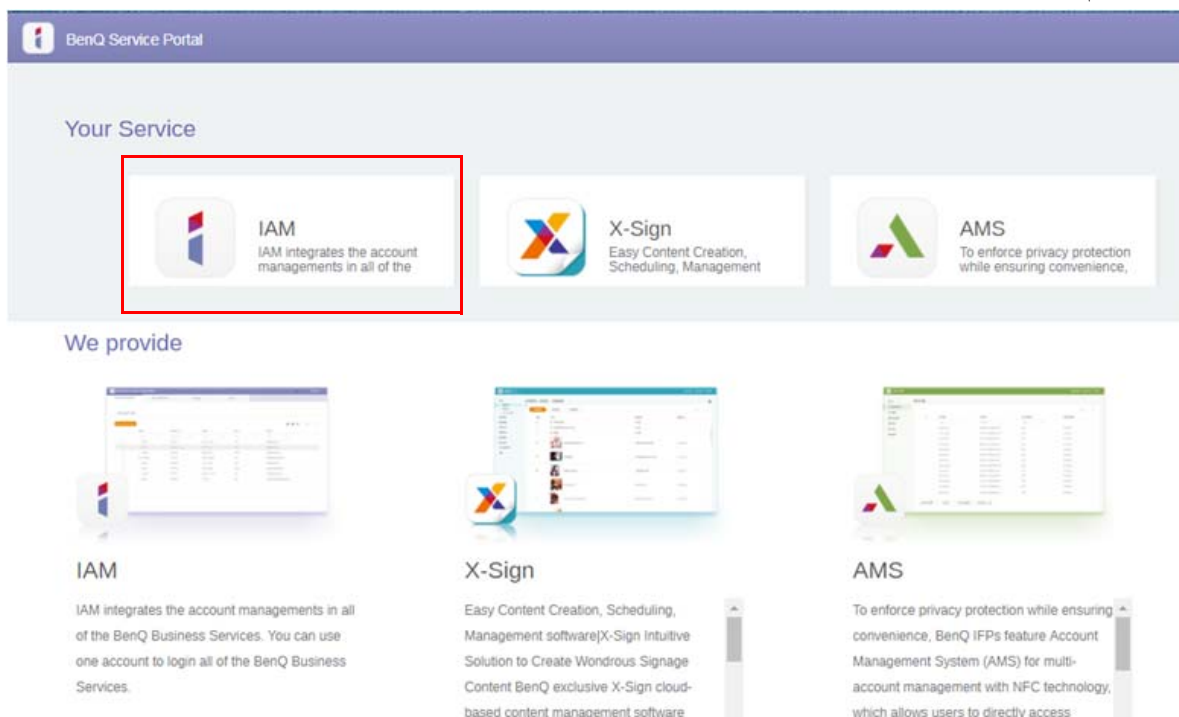 BenQ Service Portal
Your Service
IAM
IAM integrates the account
managements in all of the
X-Sign
Easy Content Creation,
Scheduling, Management
AMS
To enforce privacy protection
while ensuring convenience,
We provide
IAM
IAM integrates the account managements in all
of the BenQ Business Services. You can use
one account to login all of the BenQ Business
Services.
X-Sign
Easy Content Creation, Scheduling,
Management software|X-Sign Intuitive
Solution to Create Wondrous Signage
Content BenQ exclusive X-Sign cloud-
based content management software
AMS
To enforce privacy protection while ensuring
convenience, BenQ IFPs feature Account
Management System (AMS) for multi-
account management with NFC technology,
which allows users to directly access